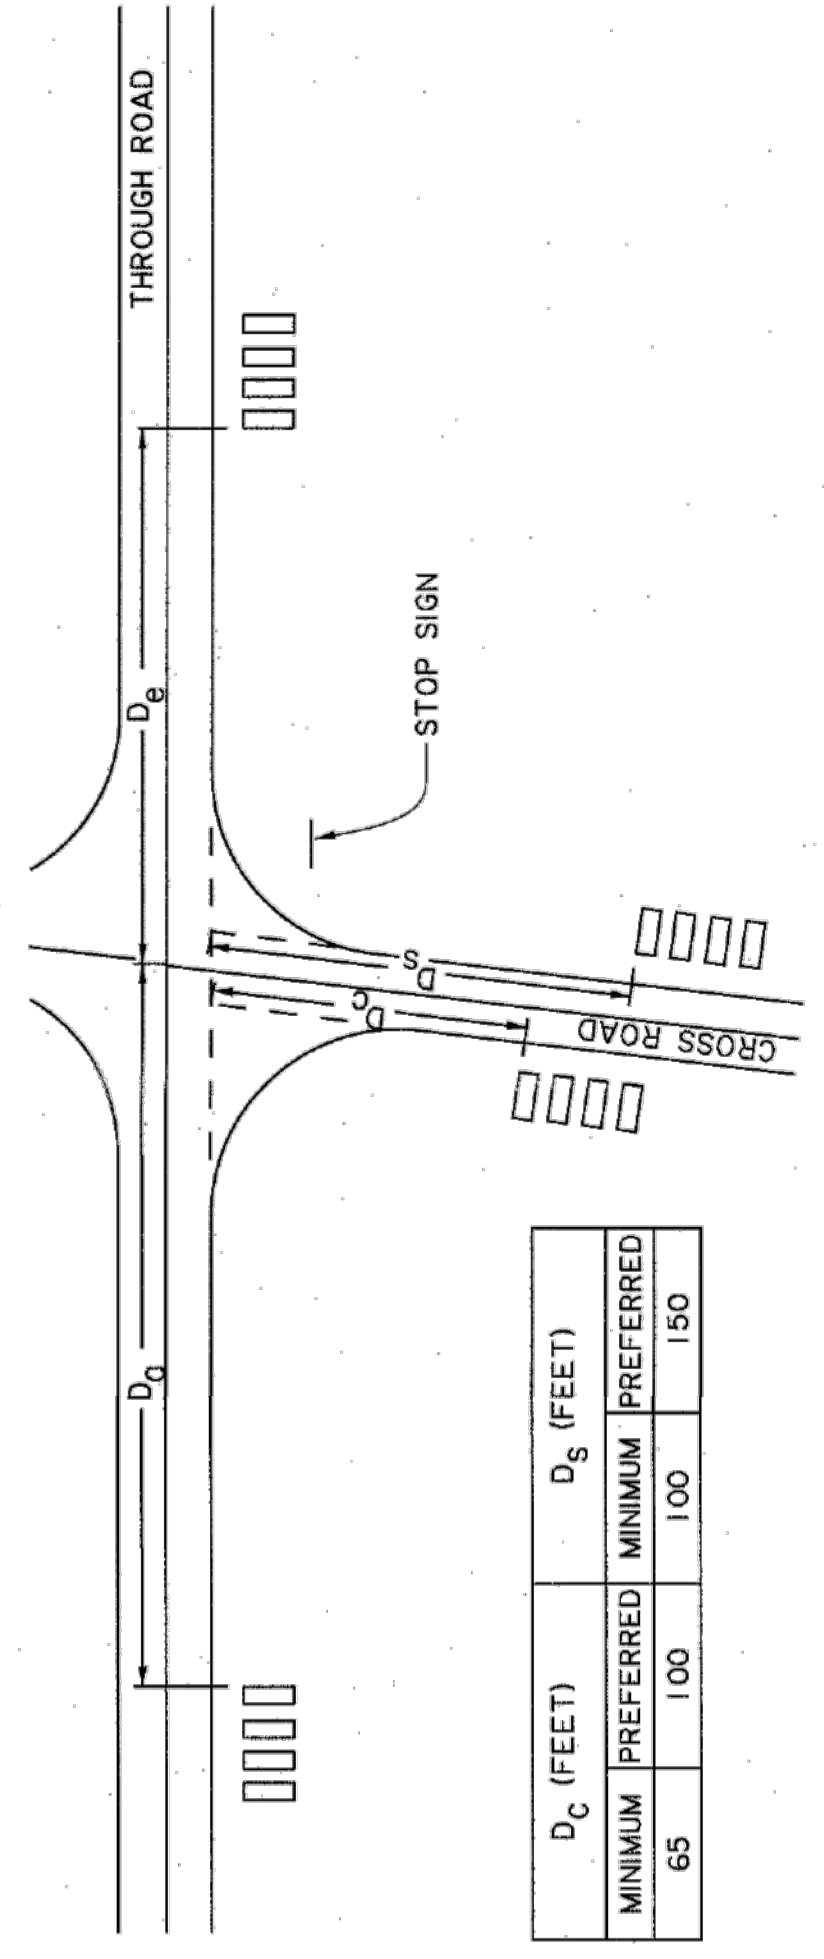 THROUGH ROAD
De
Da
STOP SIGN
DS
DC
CROSS ROAD
DC (FEET) DS (FEET)
MINIMUM PREFERRED MINIMUM PREFERRED
65 100 100 150